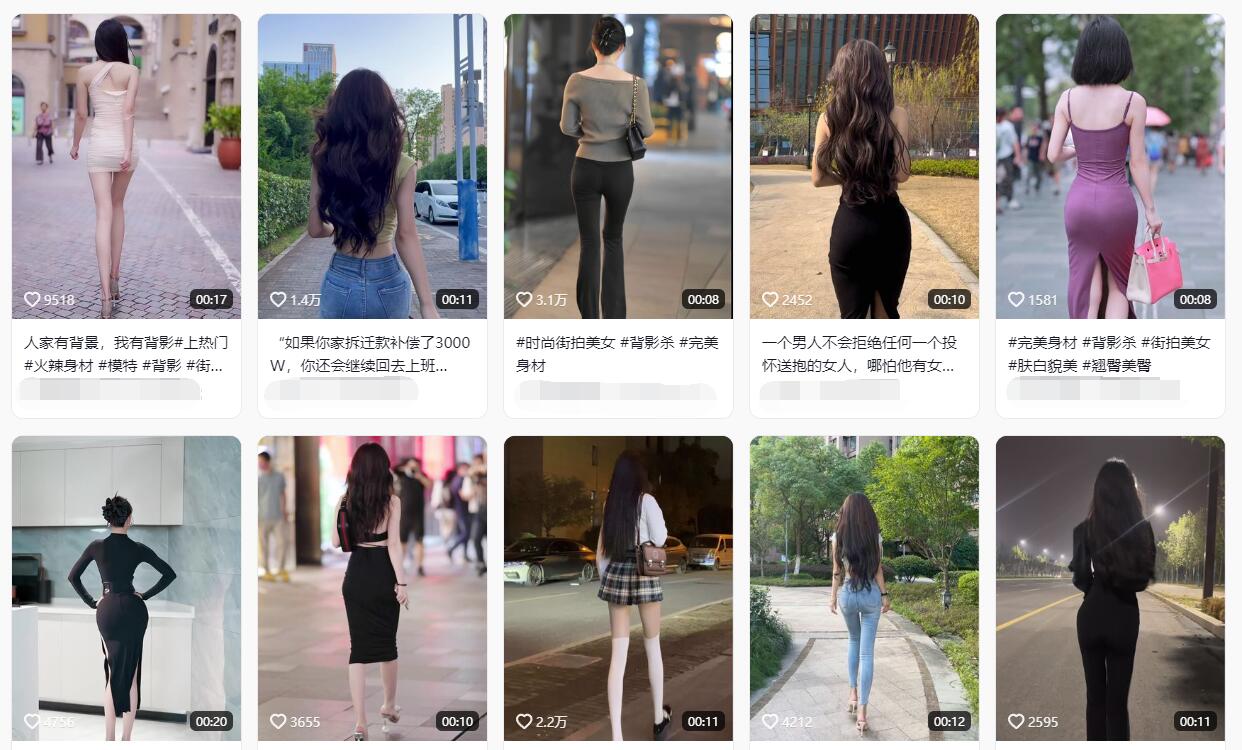 9518
00:17
1.4万
00:11
3.1万
00:08
2452
00:10
1581
00:08
人家有背景，我有背影#上热门
#火辣身材 #模特 #背影 #街...
“如果你家拆迁款补偿了3000
W，你还会继续回去上班...
#时尚街拍美女 #背影杀 #完美
身材
一个男人不会拒绝任何一个投
怀送抱的女人，哪怕他有女...
#完美身材 #背影杀 #街拍美女
#肤白貌美 #翘臀美臀
4756
00:20
3655
00:10
2.2万
00:11
4212
00:12
2595
00:11